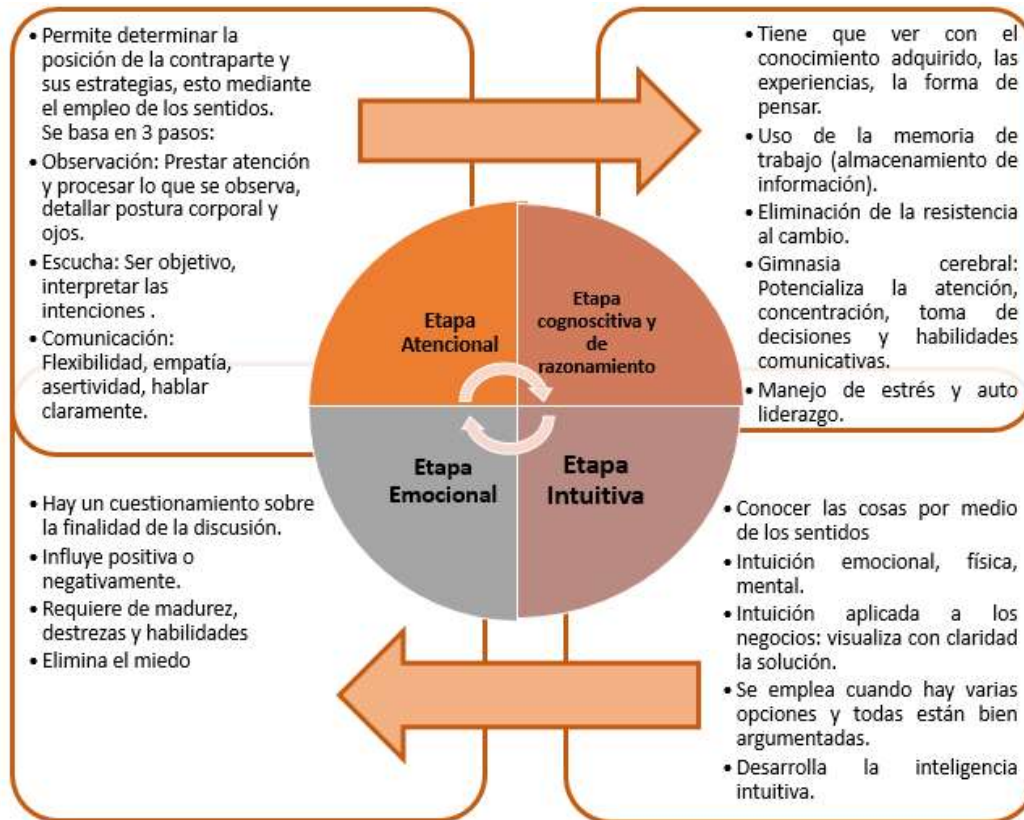 • Permite determinar la
posición de la contraparte y
sus estrategias, esto mediante
el empleo de los sentidos.
Se basa en 3 pasos:
• Observación: Prestar atención
y procesar lo que se observa,
detallar postura corporal y
ojos.
• Escucha: Ser objetivo,
interpretar las
intenciones .
• Comunicación:
Flexibilidad, empatía,
asertividad, hablar
claramente.
• Tiene que ver con el
conocimiento adquirido, las
experiencias, la forma de
pensar.
• Uso de la memoria de
trabajo (almacenamiento de
información).
• Eliminación de la resistencia
al cambio.
• Gimnasia cerebral:
Potencializa la atención,
concentración, toma de
decisiones y habilidades
comunicativas.
• Manejo de estrés y auto
liderazgo.
Etapa
Atencional
Etapa
cognoscitiva y
de
razonamiento
Etapa
Emocional
Etapa
Intuitiva
• Hay un cuestionamiento sobre
la finalidad de la discusión.
• Influye positiva o
negativamente.
• Requiere de madurez,
destrezas y habilidades
• Elimina el miedo
• Conocer las cosas por medio
de los sentidos
• Intuición emocional, física,
mental.
• Intuición aplicada a los
negocios: visualiza con claridad
la solución.
• Se emplea cuando hay varias
opciones y todas están bien
argumentadas.
• Desarrolla la inteligencia
intuitiva.